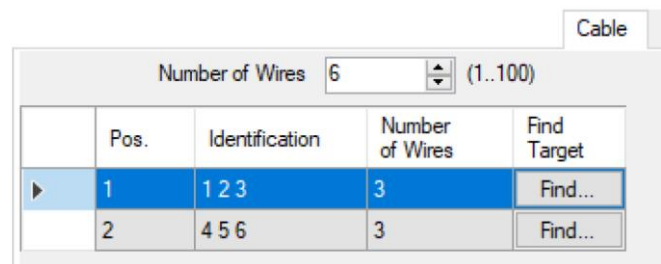 Cable
Number of Wires 6 (1..100)
Pos. Identification Number of Wires Find Target
1 1 2 3 3 Find...
2 4 5 6 3 Find...